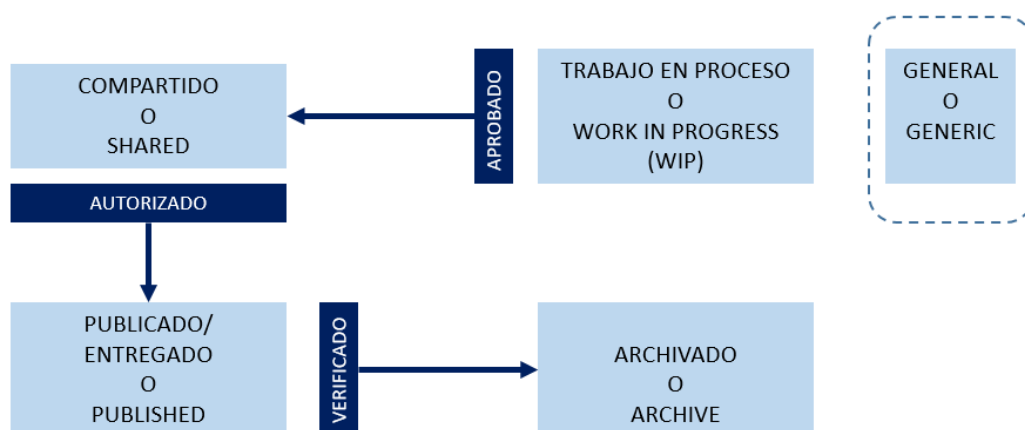 COMPARTIDO
O
SHARED
APROBADO
TRABAJO EN PROCESO
O
WORK IN PROGRESS
(WIP)
GENERAL
O
GENERIC
AUTORIZADO
PUBLICADO/
ENTREGADO
O
PUBLISHED
VERIFICADO
ARCHIVADO
O
ARCHIVE